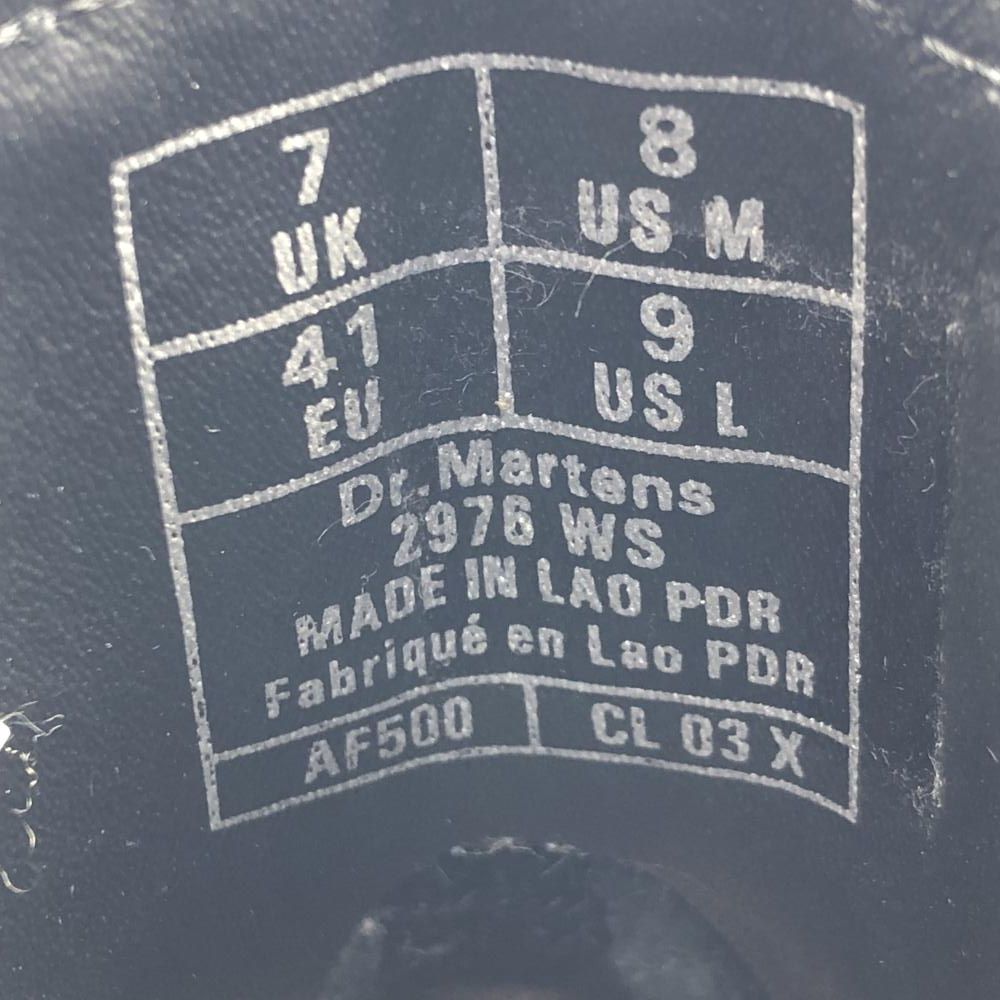 7
UK
8
US M
41
EU
9
US L
Dr. Martens
2976 WS
MADE IN LAO PDR
Fabriqué en Lao PDR
AF500
CL 03 X